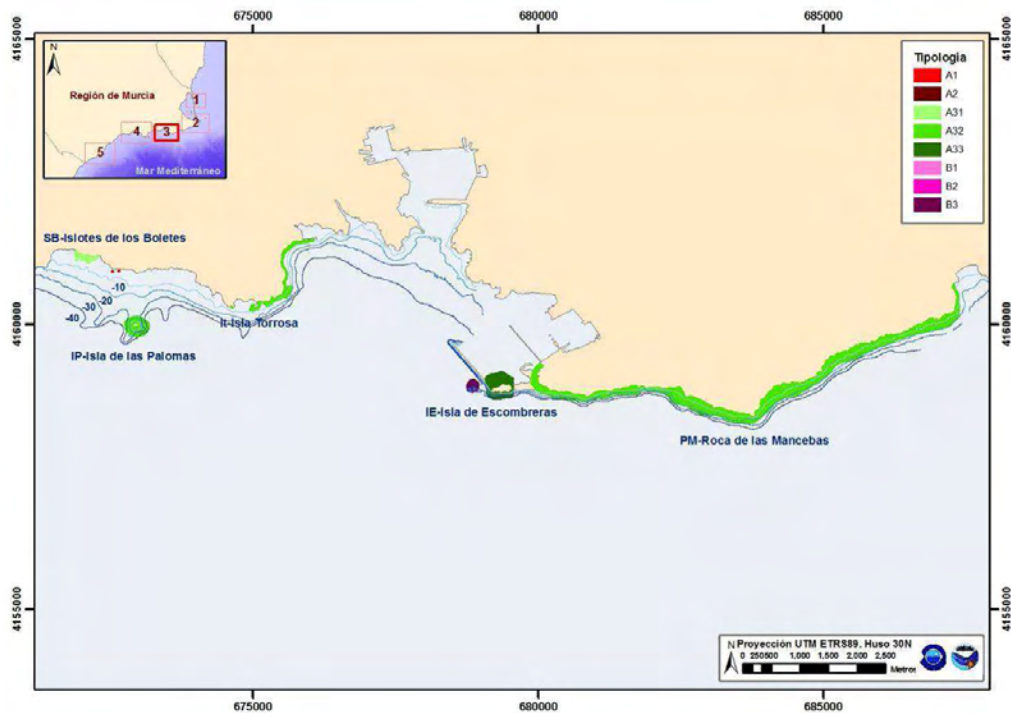 675000
680000
685000
4165000
4165000
N
Región de Murcia
1
2
3
4
5
Mar Mediterráneo
Tipología
A1
A2
A31
A32
A33
B1
B2
B3
SB-Islotes de los Boletes
-10
-20
-30
-40
4160000
4160000
It-Isla Torrosa
IP-Isla de las Palomas
IE-Isla de Escombreras
PM-Roca de las Mancebas
4155000
4155000
N
Proyección UTM ETRS89. Huso 30N
0 250500 1,000 1,500 2,000 2,500
Metros
675000
680000
685000